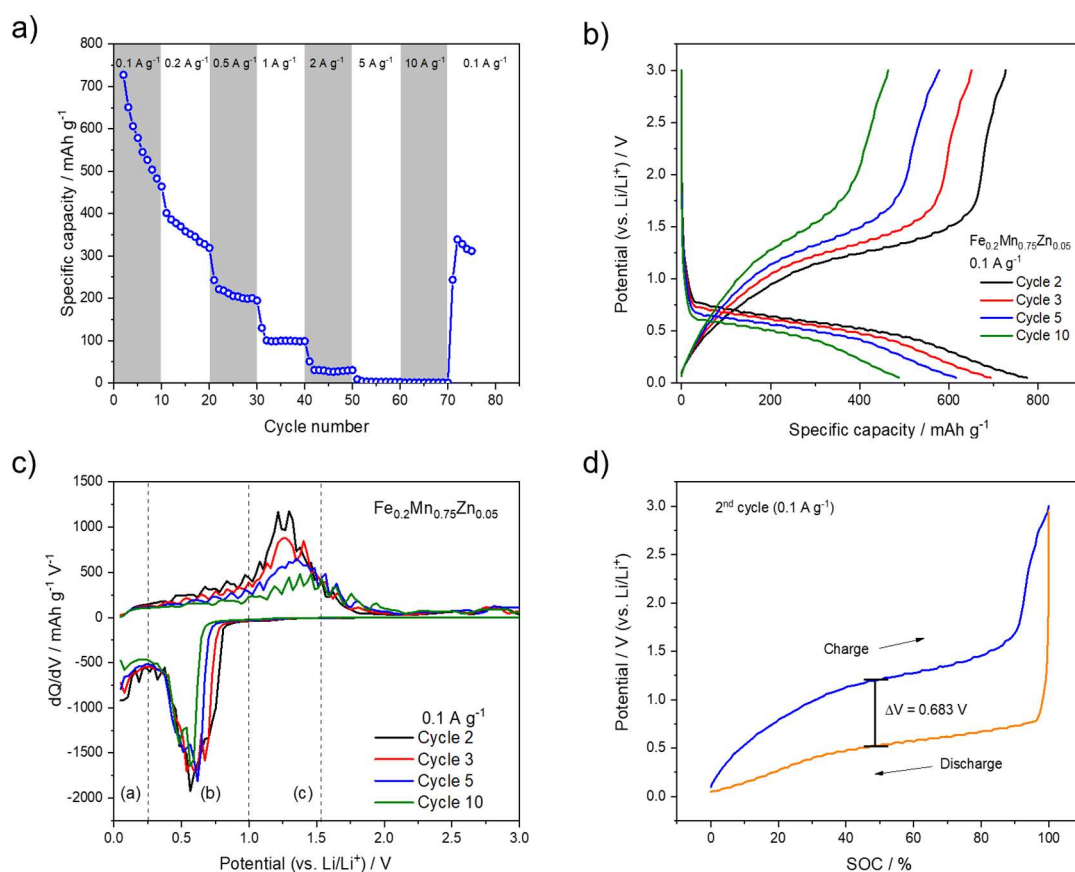 a)
800
700
600
500
400
300
200
100
0
0.1 A g⁻¹ 0.2 A g⁻¹ 0.5 A g⁻¹ 1 A g⁻¹ 2 A g⁻¹ 5 A g⁻¹ 10 A g⁻¹ 0.1 A g⁻¹
Specific capacity / mAh g⁻¹
0 10 20 30 40 50 60 70 80
Cycle number
b)
3.0
2.5
2.0
1.5
1.0
0.5
0.0
Potential (vs. Li/Li⁺) / V
Fe₀.₂Mn₀.₇₅Zn₀.₀₅
0.1 A g⁻¹
Cycle 2
Cycle 3
Cycle 5
Cycle 10
0 200 400 600 800
Specific capacity / mAh g⁻¹
c)
1500
1000
500
0
-500
-1000
-1500
-2000
dQ/dV / mAh g⁻¹ V⁻¹
Fe₀.₂Mn₀.₇₅Zn₀.₀₅
0.1 A g⁻¹
Cycle 2
Cycle 3
Cycle 5
Cycle 10
(a) (b) (c)
0.0 0.5 1.0 1.5 2.0 2.5 3.0
Potential (vs. Li/Li⁺) / V
d)
3.0
2.5
2.0
1.5
1.0
0.5
0.0
Potential / V (vs. Li/Li⁺)
2ⁿᵈ cycle (0.1 A g⁻¹)
Charge
ΔV = 0.683 V
Discharge
0 20 40 60 80 100
SOC / %